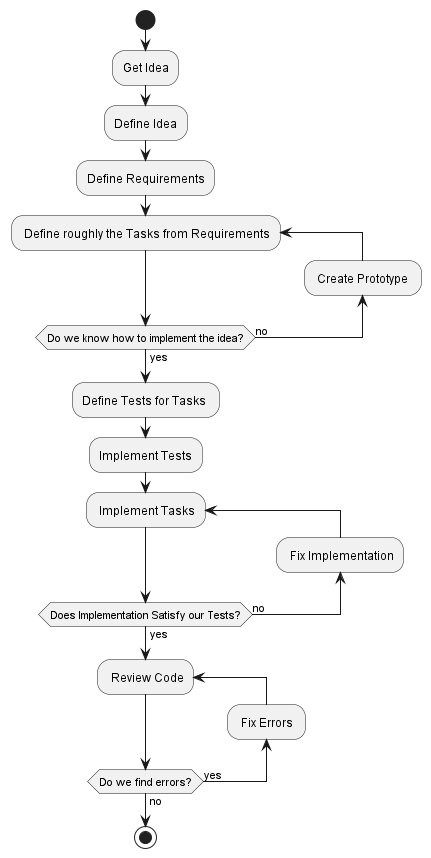 Get Idea
Define Idea
Define Requirements
Define roughly the Tasks from Requirements
Create Prototype
Do we know how to implement the idea?
no
yes
Define Tests for Tasks
Implement Tests
Implement Tasks
Fix Implementation
Does Implementation Satisfy our Tests?
no
yes
Review Code
Fix Errors
Do we find errors?
yes
no